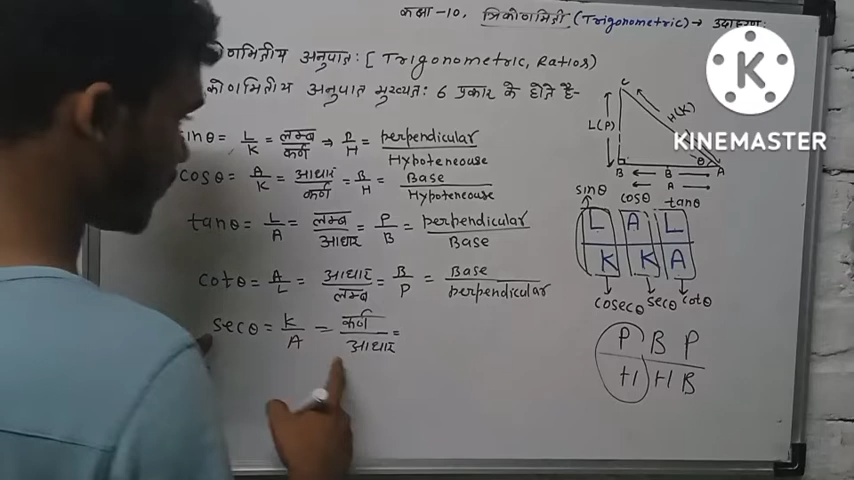 कक्षा-10, त्रिकोणमिती (Trigonometric) → उदाहरण:
कोणमितीय अनुपात: [Trigonometric, Ratios)
कोणमितीय अनुपात मुख्यत: 6 प्रकार के होते है-
sinθ = L/K = लम्ब/कर्ण → P/H = perpendicular/Hypoteneouse
cosθ = A/K = आधार/कर्ण = B/H = Base/Hypoteneouse
tanθ = L/A = लम्ब/आधार = P/B = perpendicular/Base
cotθ = A/L = आधार/लम्ब = B/P = Base/perpendicular
secθ = K/A = कर्ण/आधार =
C
L(P) H(K)
θ
B B A
A
sinθ cosθ tanθ
L A L
K K A
cosecθ secθ cotθ
P B P
H H B
K
KINEMASTER